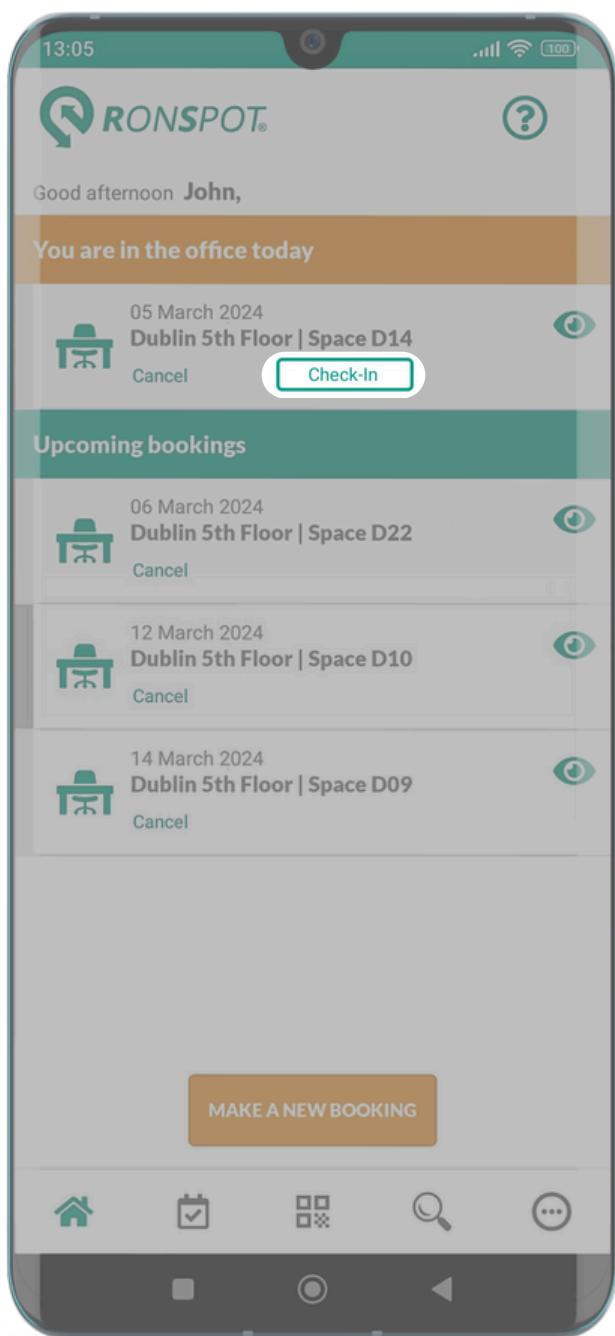 13:05
100
RONSPOT®
?
Good afternoon John,
You are in the office today
05 March 2024
Dublin 5th Floor | Space D14
Cancel
Check-In
Upcoming bookings
06 March 2024
Dublin 5th Floor | Space D22
Cancel
12 March 2024
Dublin 5th Floor | Space D10
Cancel
14 March 2024
Dublin 5th Floor | Space D09
Cancel
MAKE A NEW BOOKING